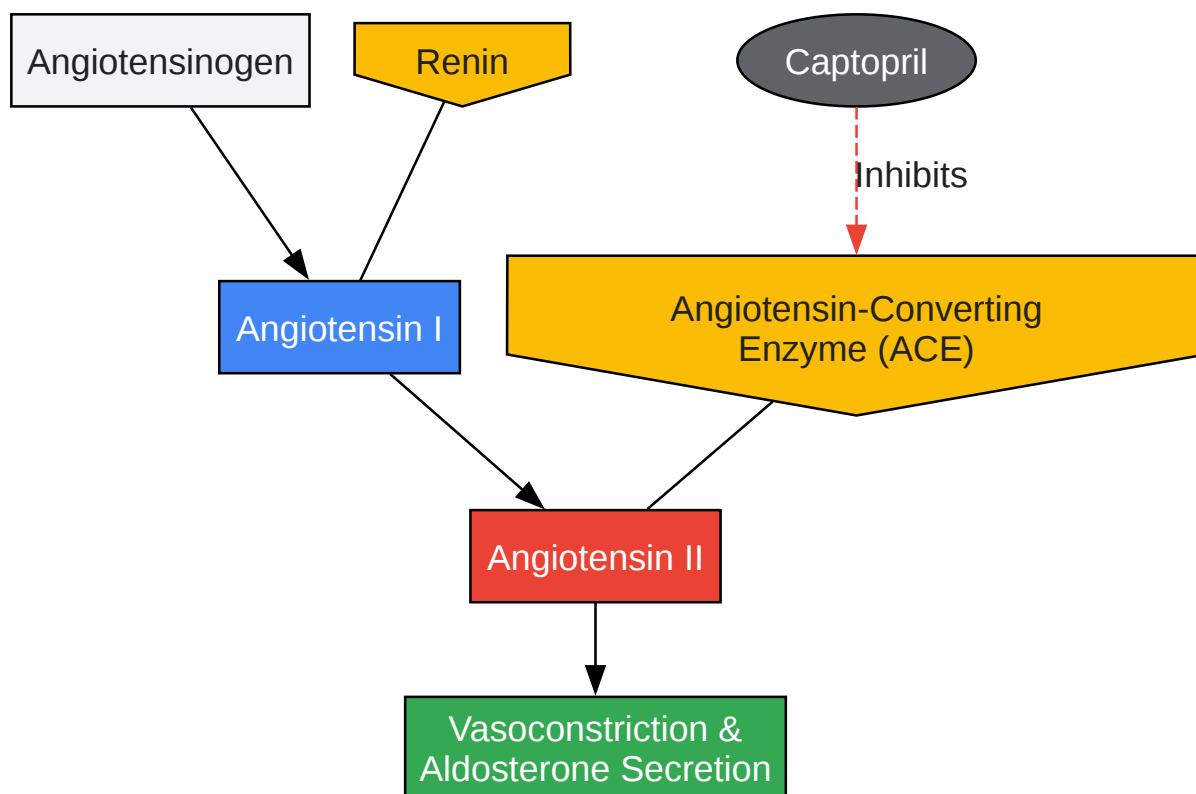 Angiotensinogen
Renin
Captopril
Inhibits
Angiotensin I
Angiotensin-Converting
Enzyme (ACE)
Angiotensin II
Vasoconstriction &
Aldosterone Secretion